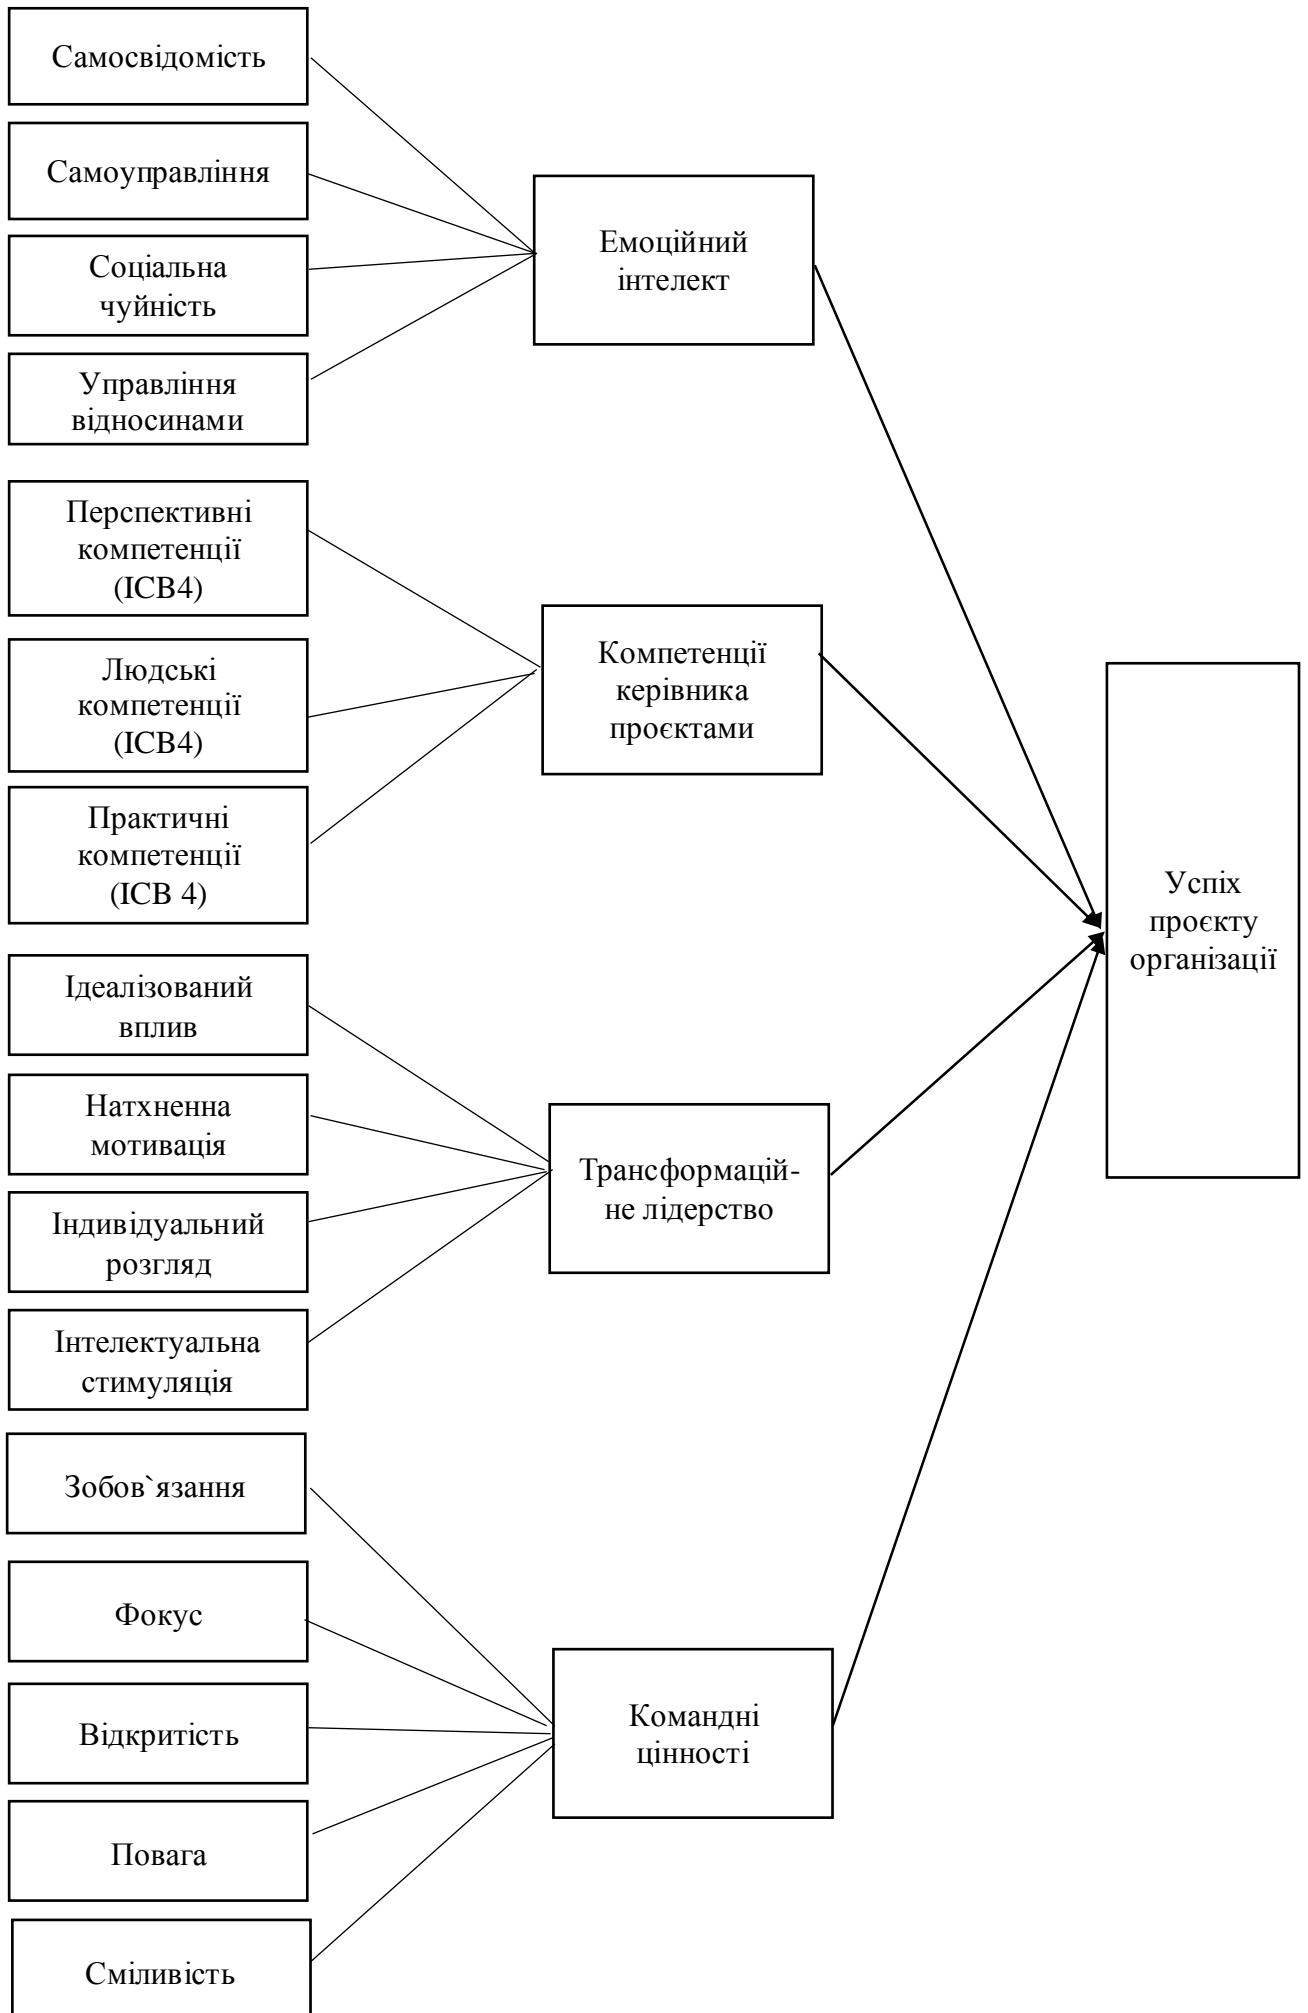 Самосвідомість
Самоуправління
Соціальна
чуйність
Управління
відносинами
Емоційний
інтелект
Перспективні
компетенції
(ICB4)
Людські
компетенції
(ICB4)
Практичні
компетенції
(ICB 4)
Компетенції
керівника
проєктами
Ідеалізований
вплив
Натхненна
мотивація
Індивідуальний
розгляд
Інтелектуальна
стимуляція
Трансформацій-
не лідерство
Зобов`язання
Фокус
Відкритість
Повага
Сміливість
Командні
цінності
Успіх
проєкту
організації